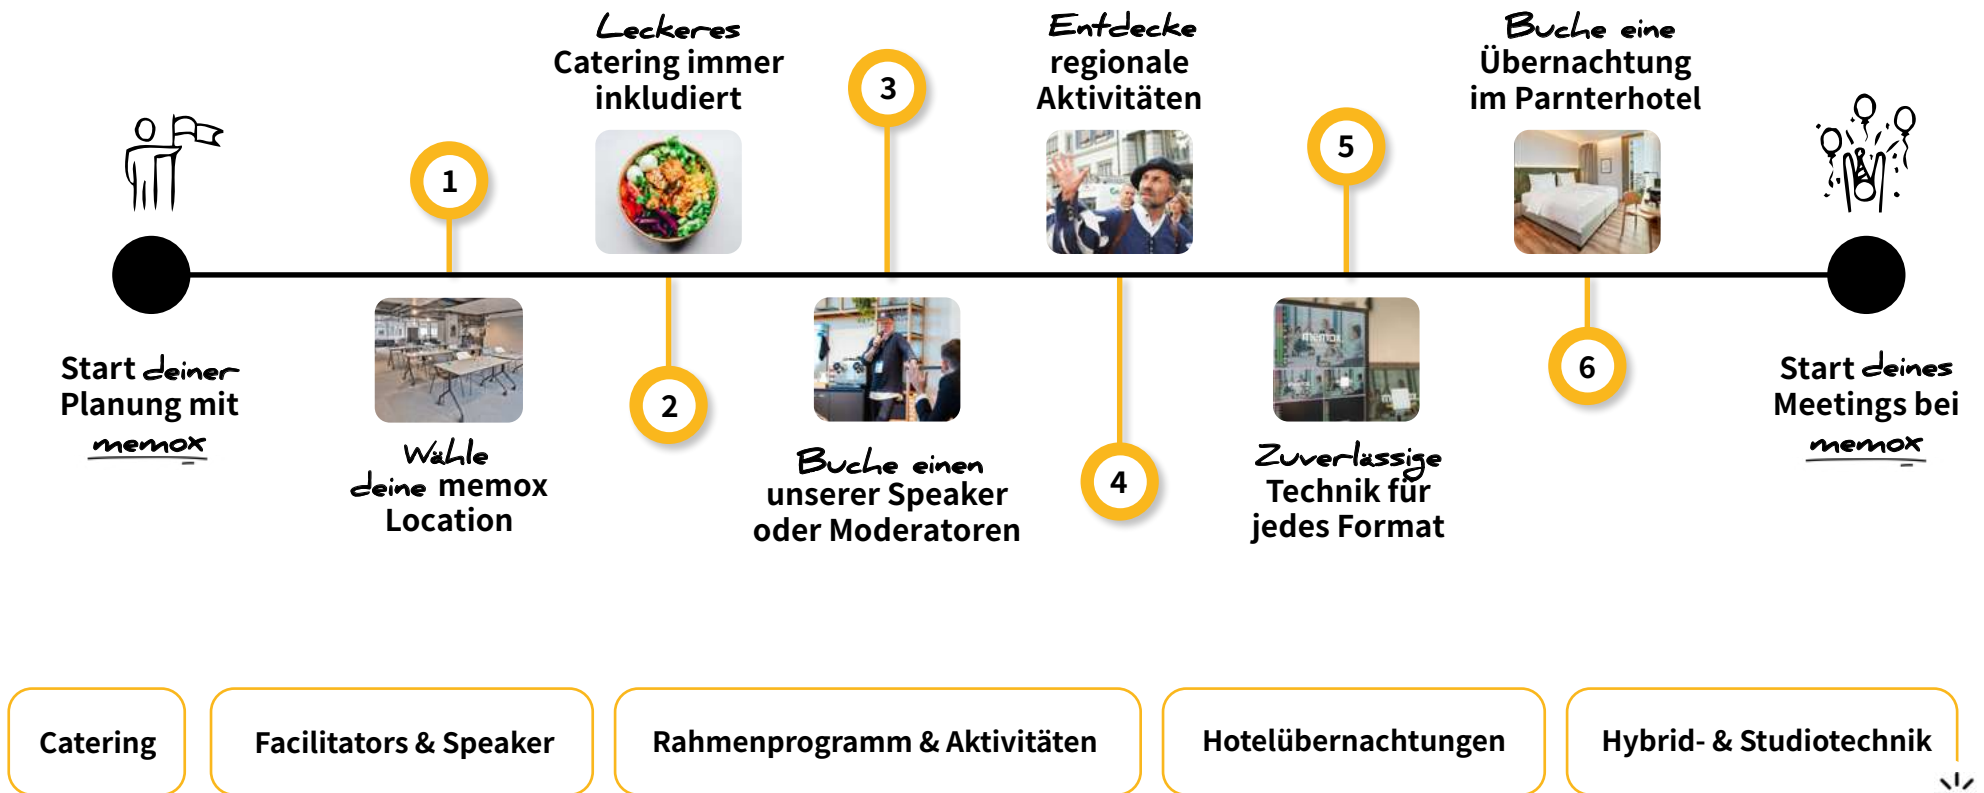 Start deiner
Planung mit
memox
1
Wähle
deine memox
Location
Leckeres
Catering immer
inkludiert
2
3
Buche einen
unserer Speaker
oder Moderatoren
Entdecke
regionale
Aktivitäten
4
5
memox
Zuverlässige
Technik für
jedes Format
Buche eine
Übernachtung
im Parnterhotel
6
Start deines
Meetings bei
memox
Catering
Facilitators & Speaker
Rahmenprogramm & Aktivitäten
Hotelübernachtungen
Hybrid- & Studiotechnik